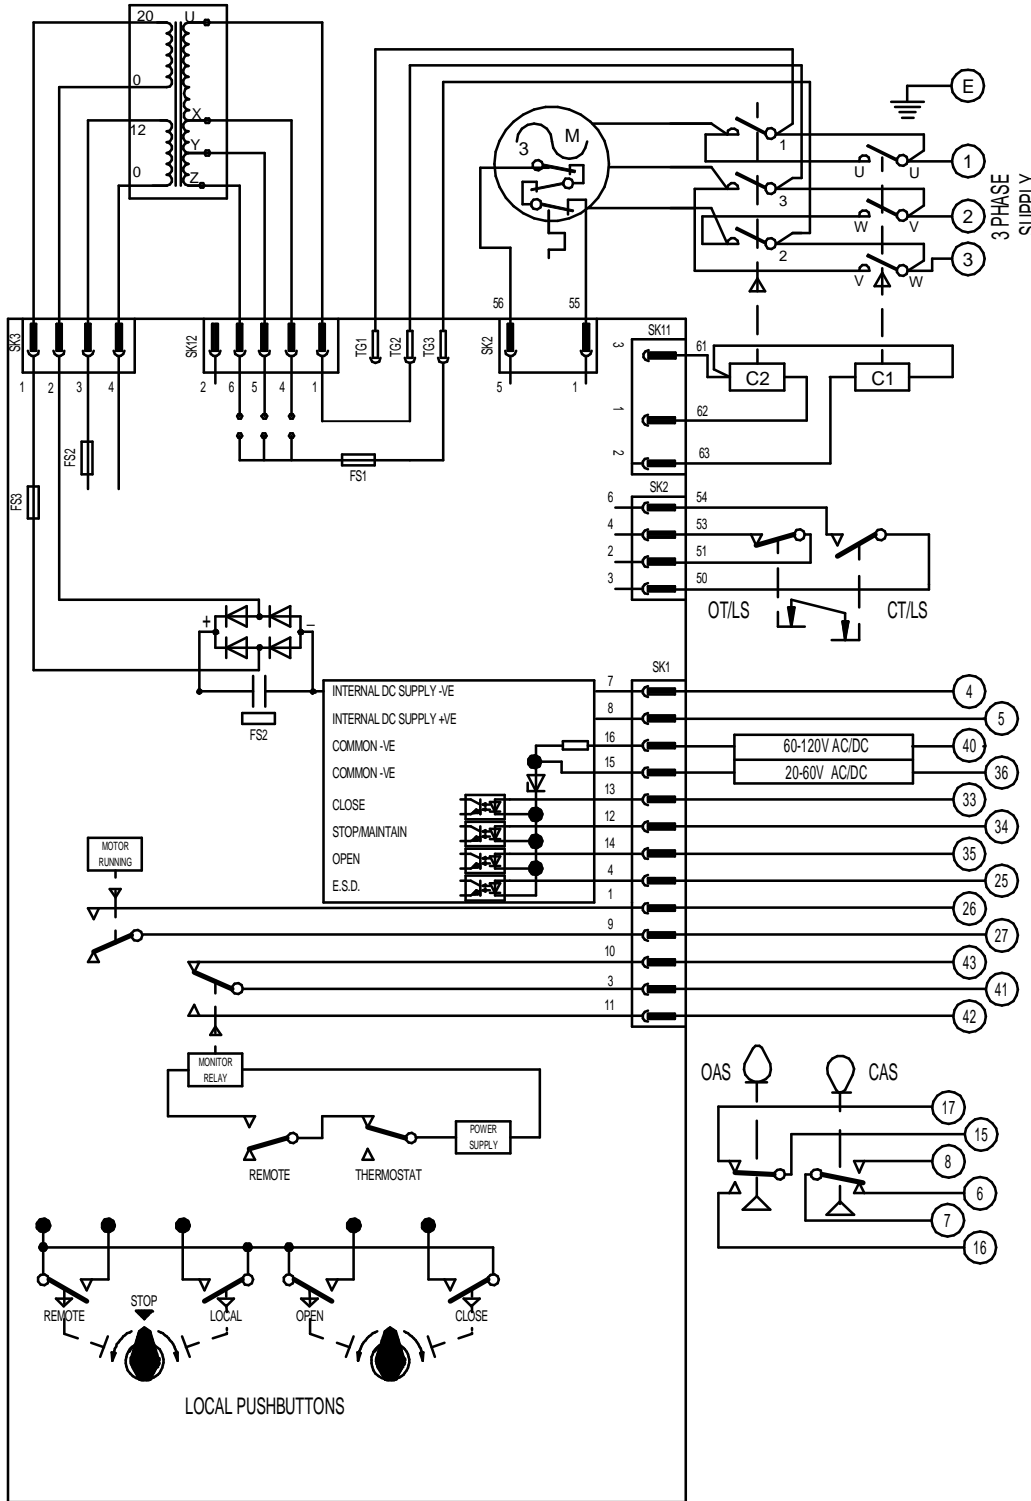 20
U
0
X
12
Y
0
Z
E
3
M
1
U
U
1
3
W
V
2
2
V
W
3
3 PHASE
SUPPLY
56
55
SK3
SK12
TG1
TG2
TG3
SK2
SK11
1
2
3
4
2
6
5
4
1
5
1
3
61
C2
C1
1
62
2
63
FS2
FS3
FS1
SK2
6
54
4
53
2
51
3
50
OT/LS
CT/LS
+
–
FS2
SK1
INTERNAL DC SUPPLY -VE
7
4
INTERNAL DC SUPPLY +VE
8
5
COMMON -VE
16
60-120V AC/DC
40
COMMON -VE
15
20-60V AC/DC
36
CLOSE
13
33
STOP/MAINTAIN
12
34
OPEN
14
35
E.S.D.
4
25
MOTOR
RUNNING
1
26
9
27
10
43
3
41
11
42
MONITOR
RELAY
REMOTE
THERMOSTAT
POWER
SUPPLY
OAS
CAS
17
15
8
6
7
16
REMOTE
STOP
LOCAL
OPEN
CLOSE
LOCAL PUSHBUTTONS